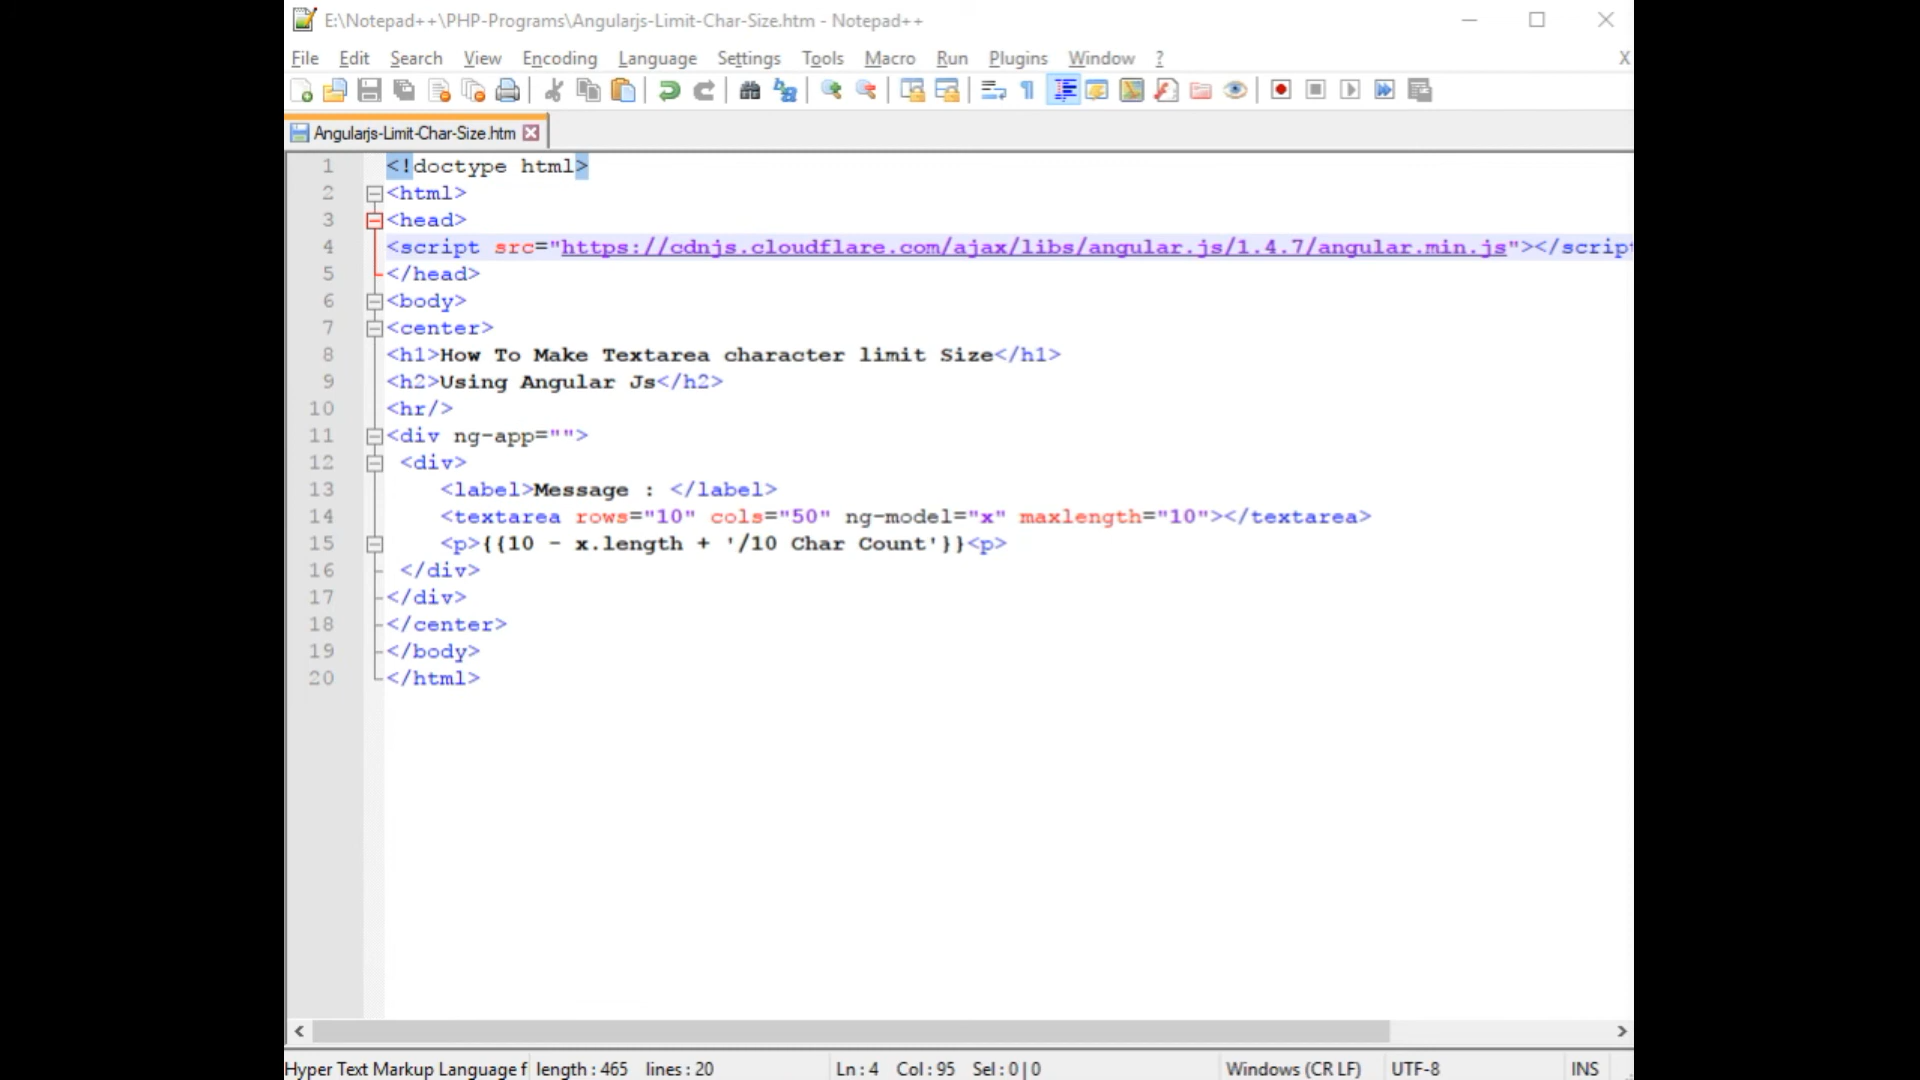 E:\Notepad++\PHP-Programs\Angularjs-Limit-Char-Size.htm - Notepad++
File Edit Search View Encoding Language Settings Tools Macro Run Plugins Window ? X
Angularjs-Limit-Char-Size.htm
1 <!doctype html>
2 <html>
3 <head>
4 <script src="https://cdnjs.cloudflare.com/ajax/libs/angular.js/1.4.7/angular.min.js"></script
5 </head>
6 <body>
7 <center>
8 <h1>How To Make Textarea character limit Size</h1>
9 <h2>Using Angular Js</h2>
10 <hr/>
11 <div ng-app="">
12 <div>
13 <label>Message : </label>
14 <textarea rows="10" cols="50" ng-model="x" maxlength="10"></textarea>
15 <p>{{10 - x.length + '/10 Char Count'}}<p>
16 </div>
17 </div>
18 </center>
19 </body>
20 </html>
Hyper Text Markup Language f length : 465 lines : 20 Ln : 4 Col : 95 Sel : 0 | 0 Windows (CR LF) UTF-8 INS